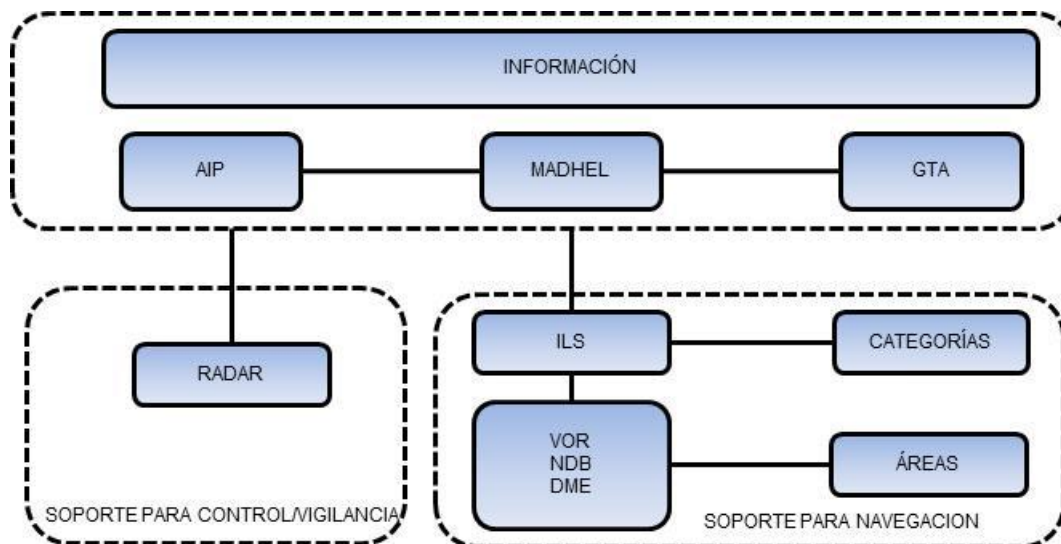 INFORMACIÓN
AIP
MADHEL
GTA
ILS
CATEGORÍAS
RADAR
VOR
NDB
DME
ÁREAS
SOPORTE PARA CONTROL/VIGILANCIA
SOPORTE PARA NAVEGACION